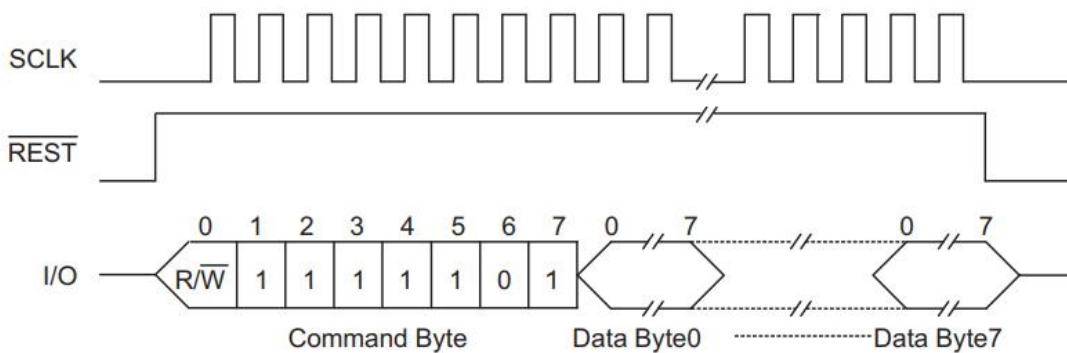 SCLK
REST
0 1 2 3 4 5 6 7 0 7 0 7
I/O R/W 1 1 1 1 1 0 1
Command Byte Data Byte0 Data Byte7